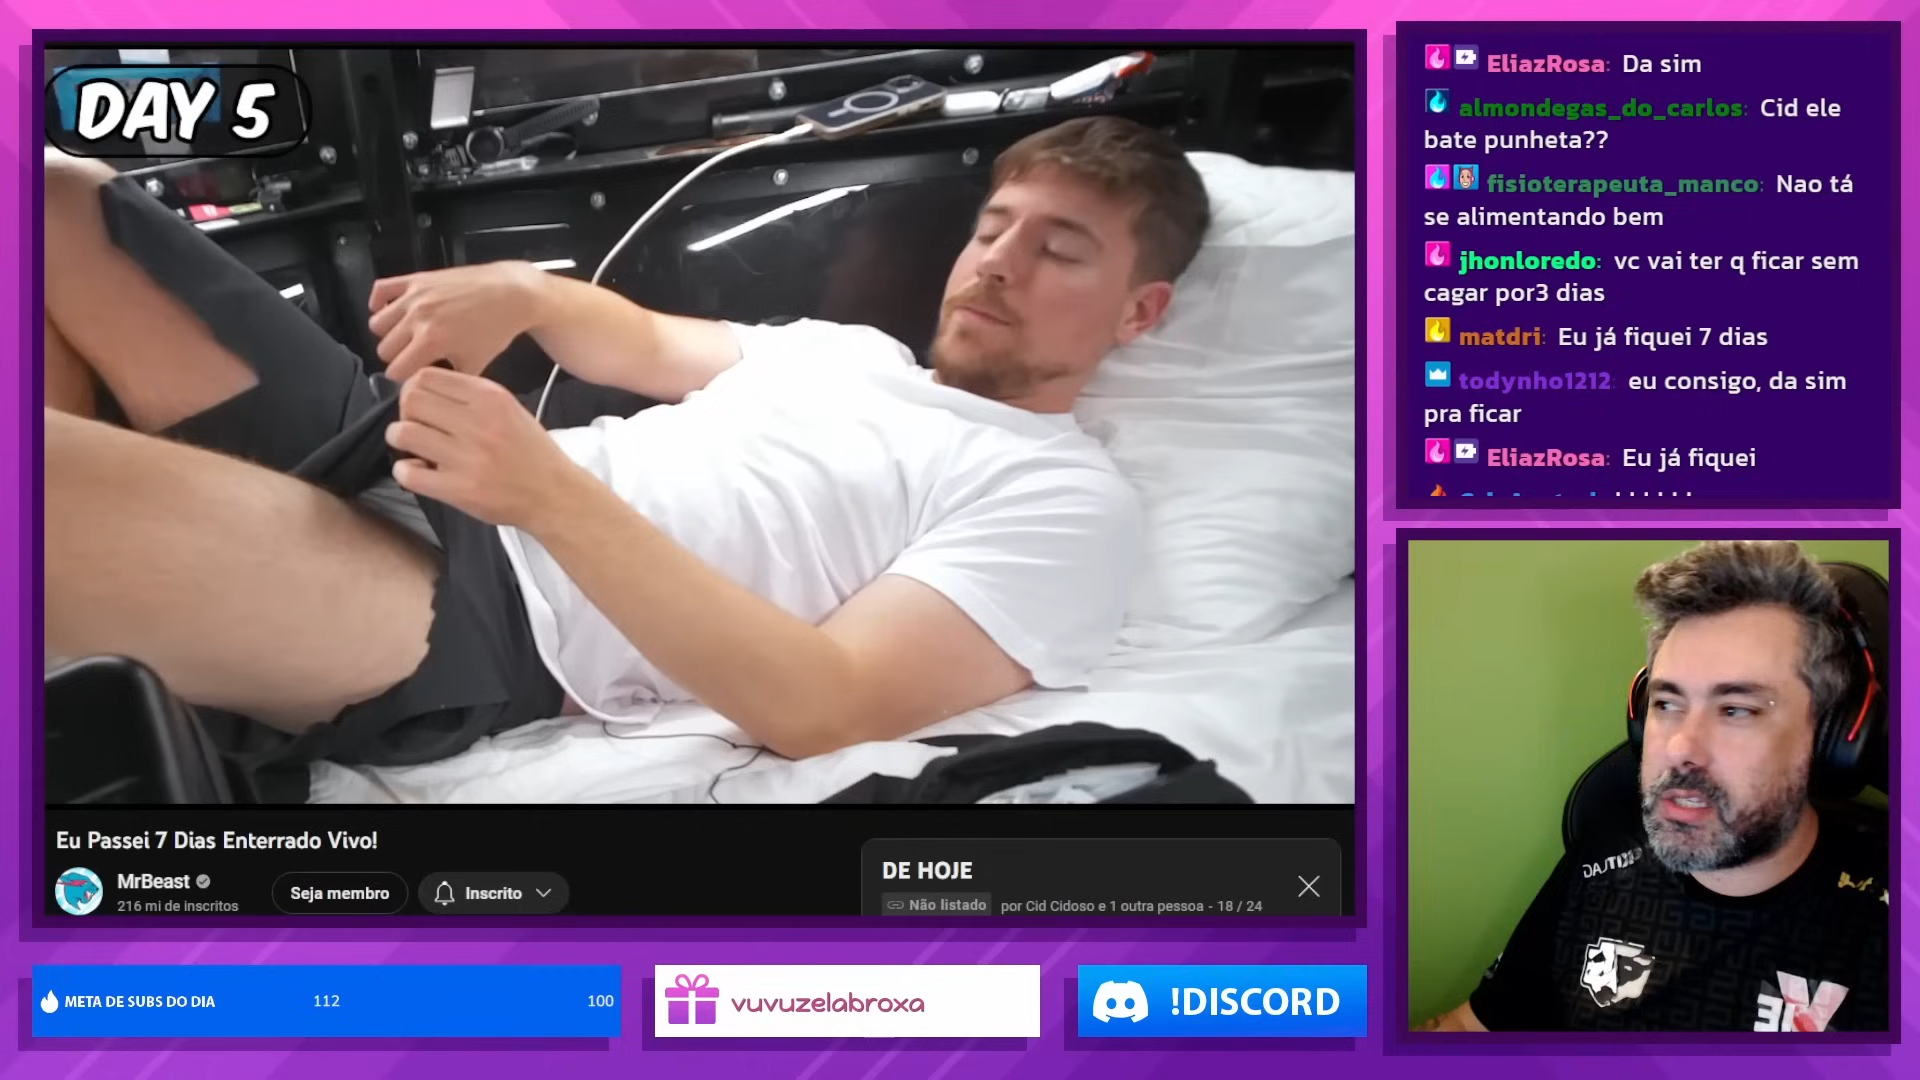 DAY 5
EliazRosa: Da sim
almondegas_do_carlos: Cid ele
bate punheta??
fisioterapeuta_manco: Nao tá
se alimentando bem
jhonloredo: vc vai ter q ficar sem
cagar por3 dias
matdri: Eu já fiquei 7 dias
todynho1212: eu consigo, da sim
pra ficar
EliazRosa: Eu já fiquei
Eu Passei 7 Dias Enterrado Vivo!
MrBeast
216 mi de inscritos
Seja membro
Inscrito
DE HOJE
Não listado por Cid Cidoso e 1 outra pessoa - 18 / 24
META DE SUBS DO DIA 112 100
vuvuzelabroxa
!DISCORD